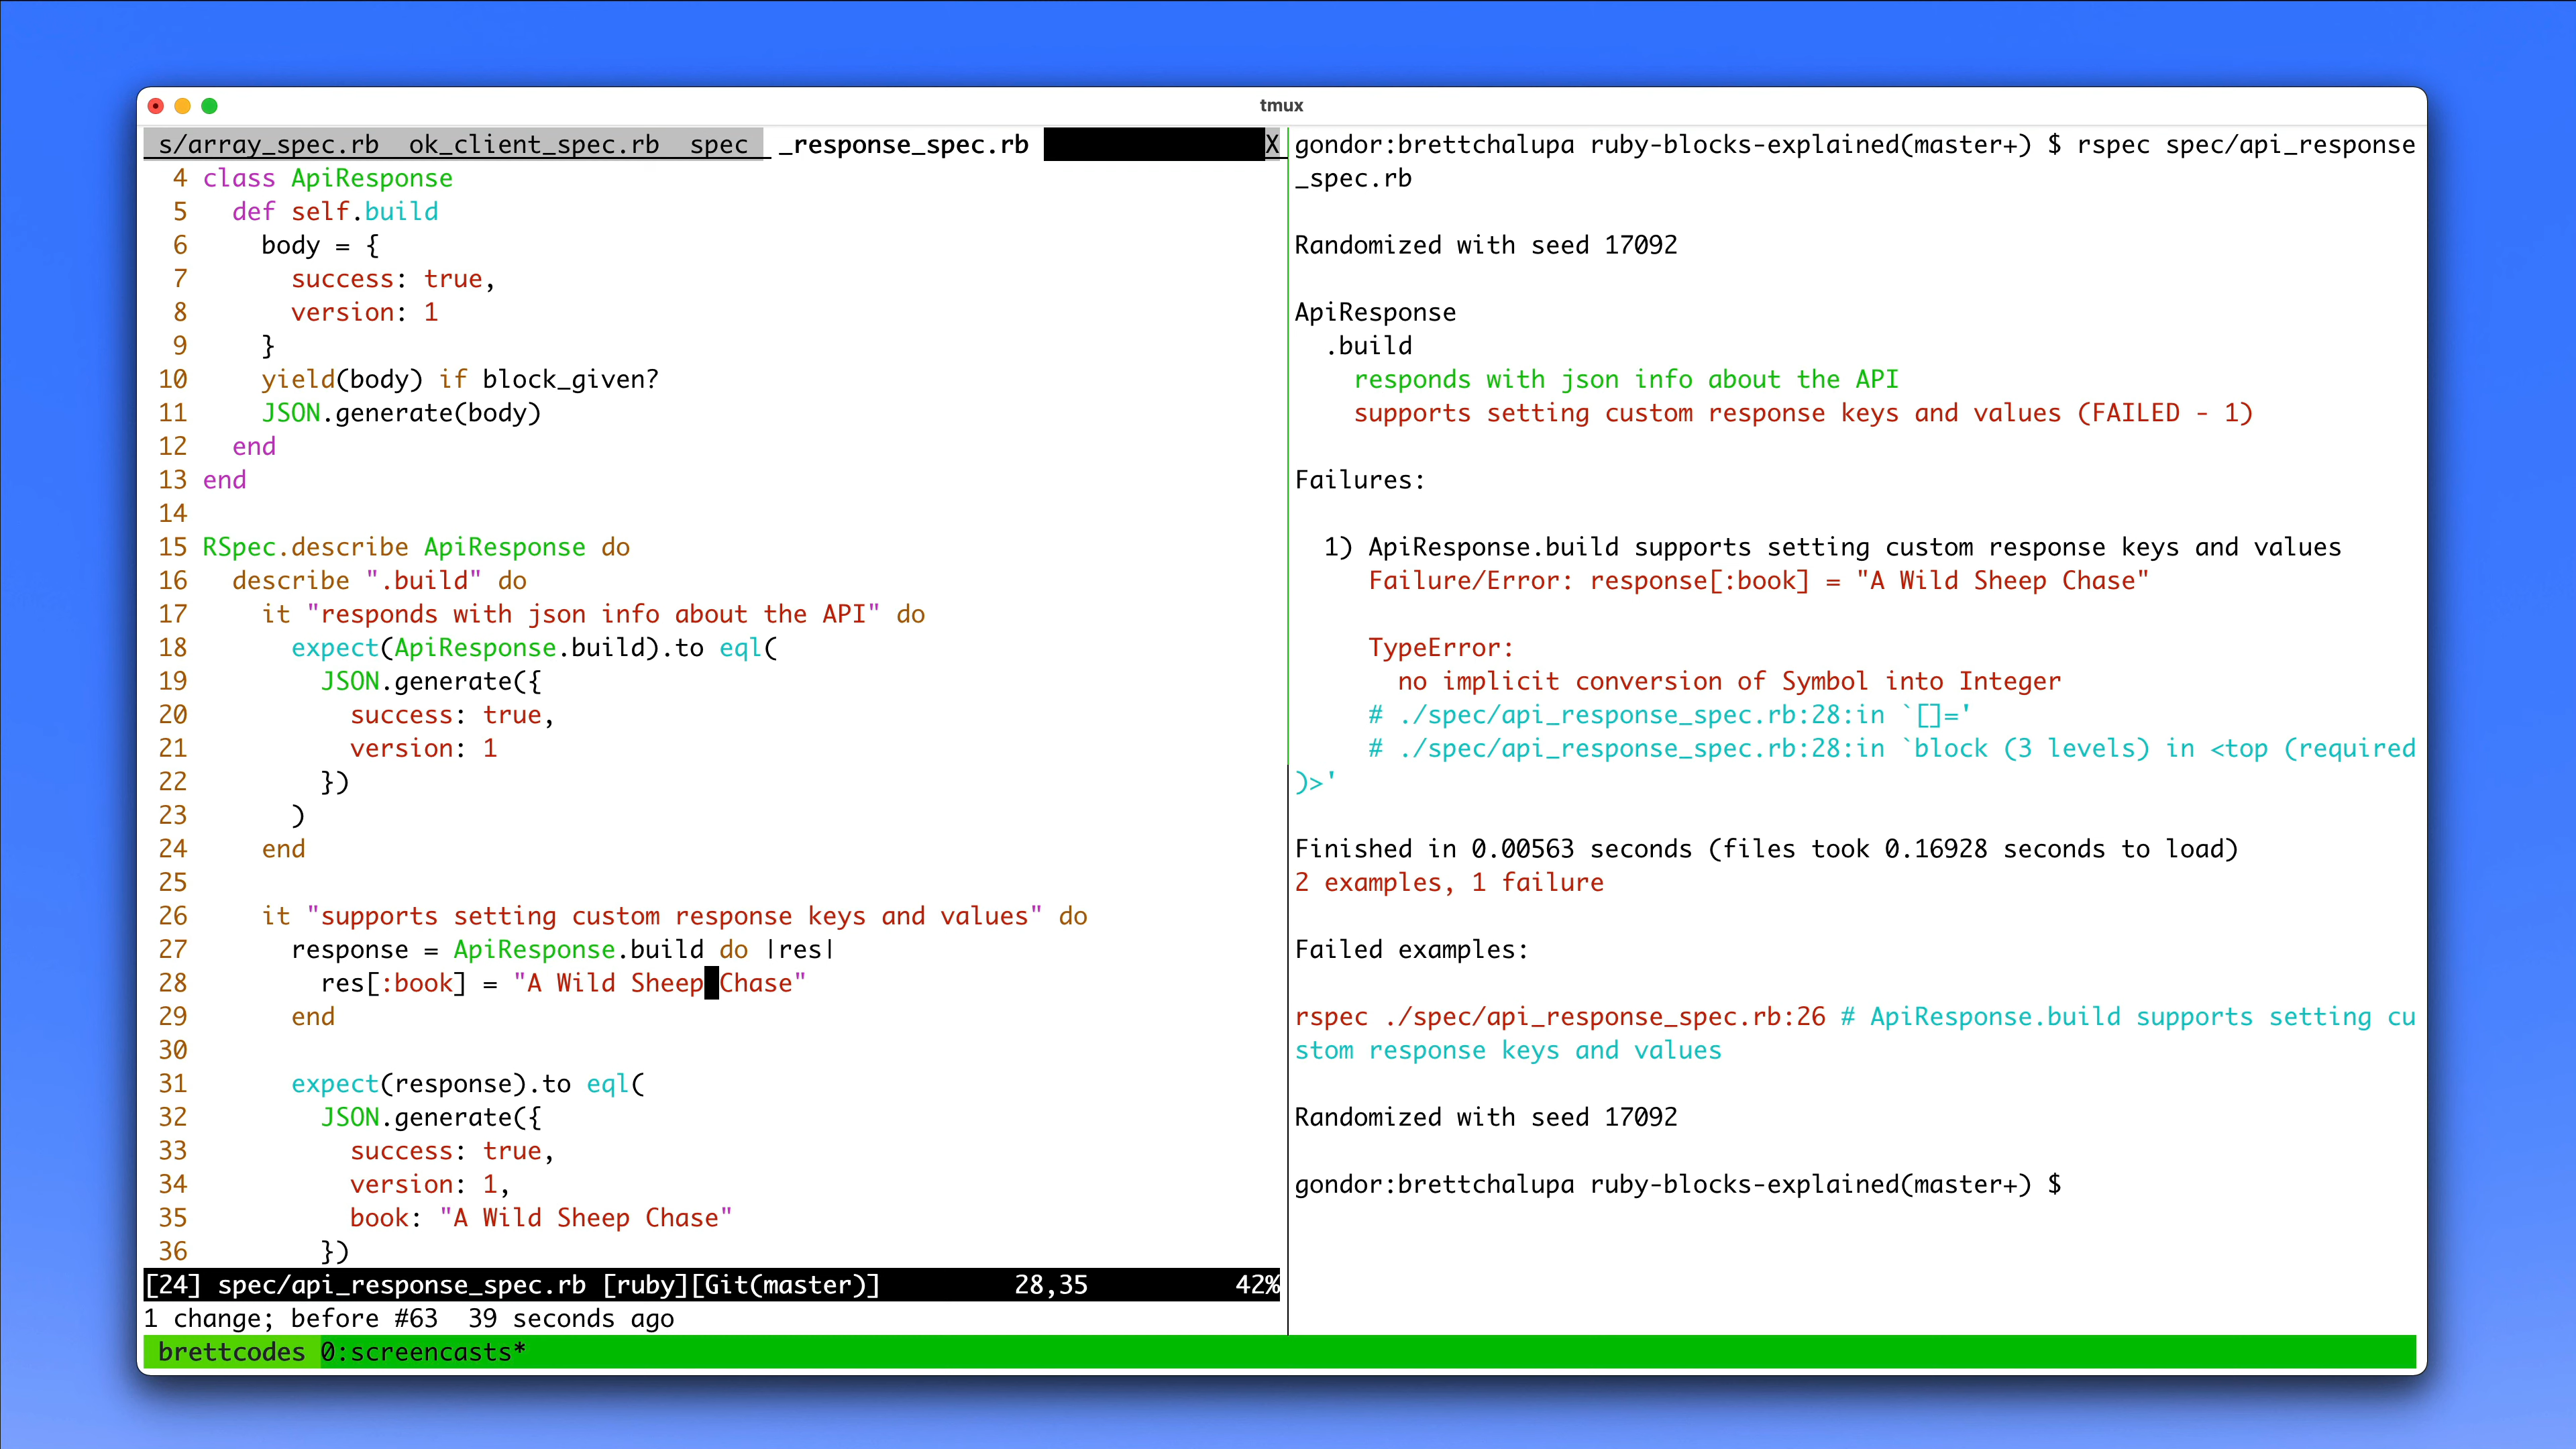 tmux
s/array_spec.rb  ok_client_spec.rb  spec  _response_spec.rb  X
4 class ApiResponse
5   def self.build
6     body = {
7       success: true,
8       version: 1
9     }
10     yield(body) if block_given?
11     JSON.generate(body)
12   end
13 end
14
15 RSpec.describe ApiResponse do
16   describe ".build" do
17     it "responds with json info about the API" do
18       expect(ApiResponse.build).to eql(
19         JSON.generate({
20           success: true,
21           version: 1
22         })
23       )
24     end
25
26     it "supports setting custom response keys and values" do
27       response = ApiResponse.build do |res|
28         res[:book] = "A Wild Sheep Chase"
29       end
30
31       expect(response).to eql(
32         JSON.generate({
33           success: true,
34           version: 1,
35           book: "A Wild Sheep Chase"
36         })
[24] spec/api_response_spec.rb [ruby][Git(master)]  28,35  42%
1 change; before #63  39 seconds ago
gondor:brettchalupa ruby-blocks-explained(master+) $ rspec spec/api_response
_spec.rb
Randomized with seed 17092
ApiResponse
  .build
    responds with json info about the API
    supports setting custom response keys and values (FAILED - 1)
Failures:
  1) ApiResponse.build supports setting custom response keys and values
     Failure/Error: response[:book] = "A Wild Sheep Chase"
     TypeError:
       no implicit conversion of Symbol into Integer
     # ./spec/api_response_spec.rb:28:in `[]='
     # ./spec/api_response_spec.rb:28:in `block (3 levels) in <top (required
)>'
Finished in 0.00563 seconds (files took 0.16928 seconds to load)
2 examples, 1 failure
Failed examples:
rspec ./spec/api_response_spec.rb:26 # ApiResponse.build supports setting cu
stom response keys and values
Randomized with seed 17092
gondor:brettchalupa ruby-blocks-explained(master+) $
brettcodes 0:screencasts*